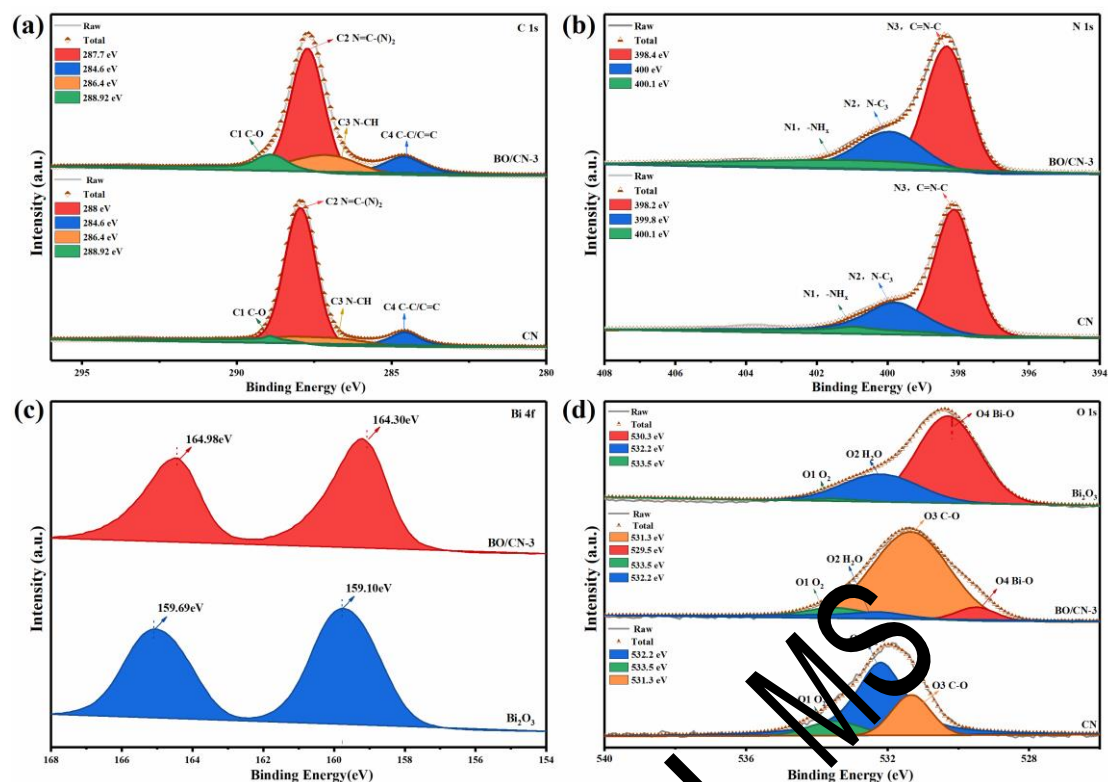 (a)
C 1s
Raw
Total
287.7 eV
284.6 eV
286.4 eV
288.92 eV
C2 N=C-(N)2
C3 N-CH
C1 C-O
C4 C-C/C=C
BO/CN-3
Raw
Total
288 eV
284.6 eV
286.4 eV
288.92 eV
C2 N=C-(N)2
C3 N-CH
C1 C-O
C4 C-C/C=C
CN
Intensity (a.u.)
295 290 285 280
Binding Energy (eV)
(b)
N 1s
Raw
Total
398.4 eV
400 eV
400.1 eV
N3, C=N-C
N2, N-C3
N1, -NHx
BO/CN-3
Raw
Total
398.2 eV
399.8 eV
400.1 eV
N3, C=N-C
N2, N-C3
N1, -NHx
CN
Intensity (a.u.)
408 406 404 402 400 398 396 394
Binding Energy (eV)
(c)
Bi 4f
164.98eV
164.30eV
BO/CN-3
159.69eV
159.10eV
Bi2O3
Intensity (a.u.)
168 166 164 162 160 158 156 154
Binding Energy(eV)
(d)
O 1s
Raw
Total
530.3 eV
532.2 eV
533.5 eV
O4 Bi-O
O2 H2O
O1 O2
Bi2O3
Raw
Total
531.3 eV
529.5 eV
533.5 eV
532.2 eV
O3 C-O
O2 H2O
O1 O2
O4 Bi-O
BO/CN-3
Raw
Total
532.2 eV
533.5 eV
531.3 eV
O1
O3 C-O
CN
Intensity (a.u.)
540 536 532 528
Binding Energy (eV)
MS